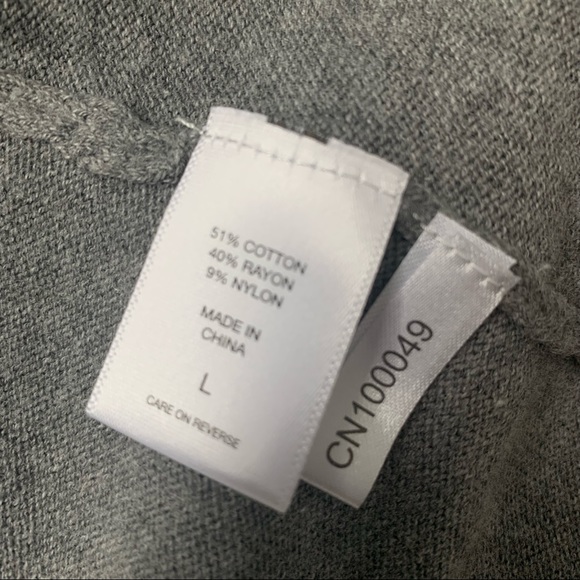 51% COTTON
40% RAYON
9% NYLON
MADE IN
CHINA
L
CARE ON REVERSE
CN100049